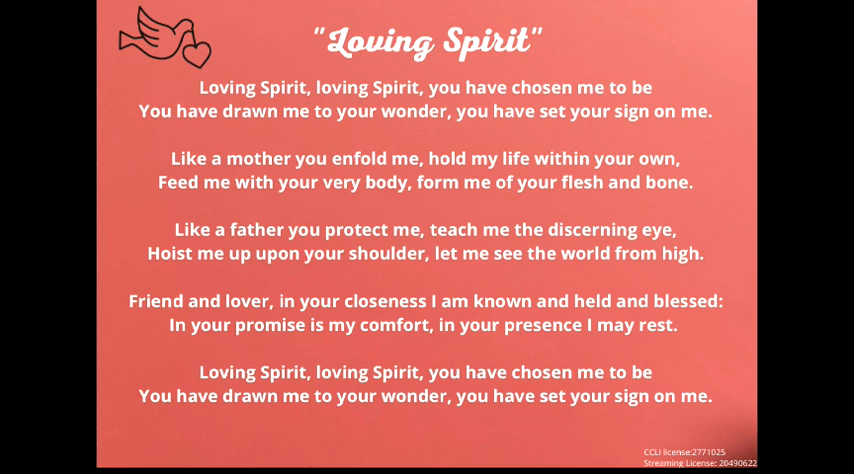 "Loving Spirit"
Loving Spirit, loving Spirit, you have chosen me to be
You have drawn me to your wonder, you have set your sign on me.
Like a mother you enfold me, hold my life within your own,
Feed me with your very body, form me of your flesh and bone.
Like a father you protect me, teach me the discerning eye,
Hoist me up upon your shoulder, let me see the world from high.
Friend and lover, in your closeness I am known and held and blessed:
In your promise is my comfort, in your presence I may rest.
Loving Spirit, loving Spirit, you have chosen me to be
You have drawn me to your wonder, you have set your sign on me.
CCLI license:2771025
Streaming License: 20490622